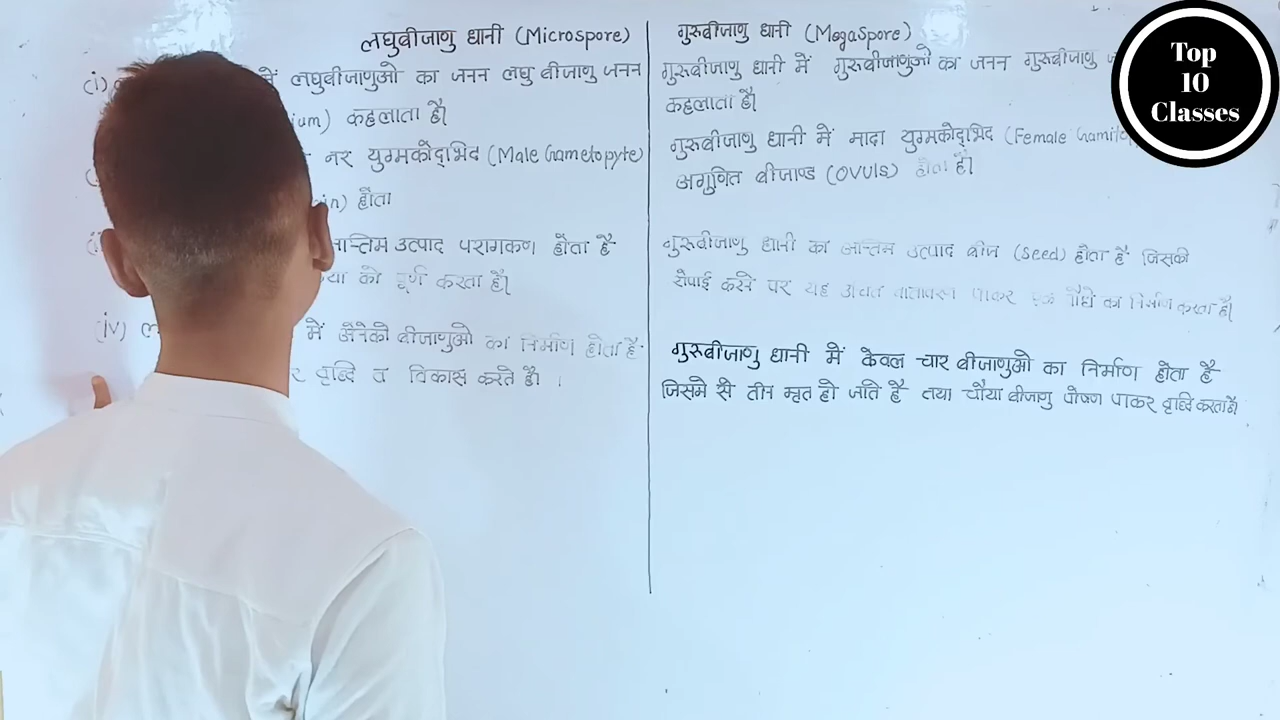 लघुबीजाणु धानी (Microspore)
(i) में लघुबीजाणुओ का जनन लघु बीजाणु जनन
ium) कहलाता है।
नर युग्मकोद्भिद (Male Gametopyte)
in) होता
अन्तिम उत्पाद परागकण होता है
को पूर्ण करता है।
(iv) में अनेको बीजाणुओ का निर्माण होता है
वृद्धि व विकास करते है।
गुरूबीजाणु धानी (MegaSpore)
गुरूबीजाणु धानी में गुरूबीजाणुओ का जनन गुरूबीजाणु
कहलाता है।
गुरूबीजाणु धानी में मादा युग्मकोद्भिद (Female
अगुणित बीजाण्ड (OVUls) होता है।
गुरूबीजाणु धानी का अन्तिम उत्पाद बीज (Seed) होता है जिसकी
रोपाई करने पर यह उचित वातावरण पाकर एक पौधे का निर्माण करता है।
गुरूबीजाणु धानी में केवल चार बीजाणुओ का निर्माण होता है
जिसमे से तीन मृत हो जाते है तथा चौथा बीजाणु पोषण पाकर वृद्धि करता है।
Top
10
Classes